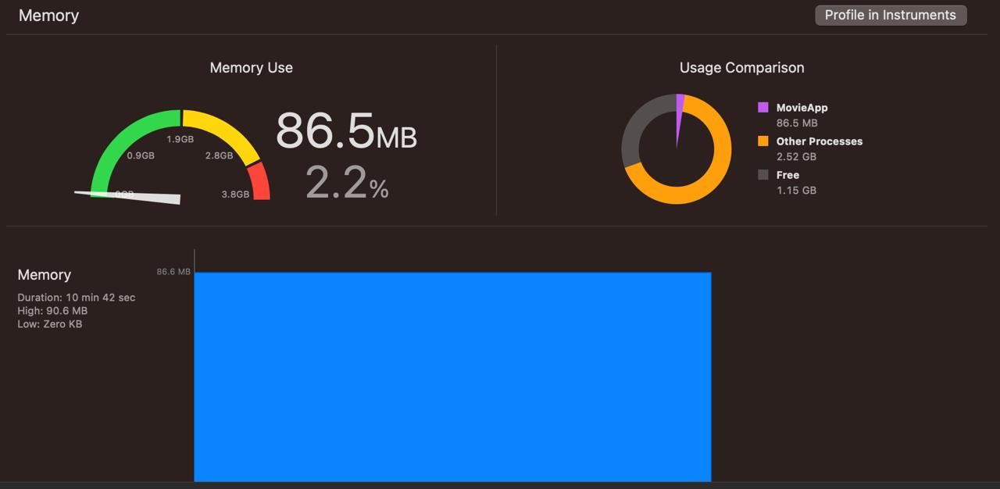 Memory
Profile in Instruments
Memory Use
Usage Comparison
0GB
0.9GB
1.9GB
2.8GB
3.8GB
86.5MB
2.2%
MovieApp
86.5 MB
Other Processes
2.52 GB
Free
1.15 GB
Memory
Duration: 10 min 42 sec
High: 90.6 MB
Low: Zero KB
86.6 MB